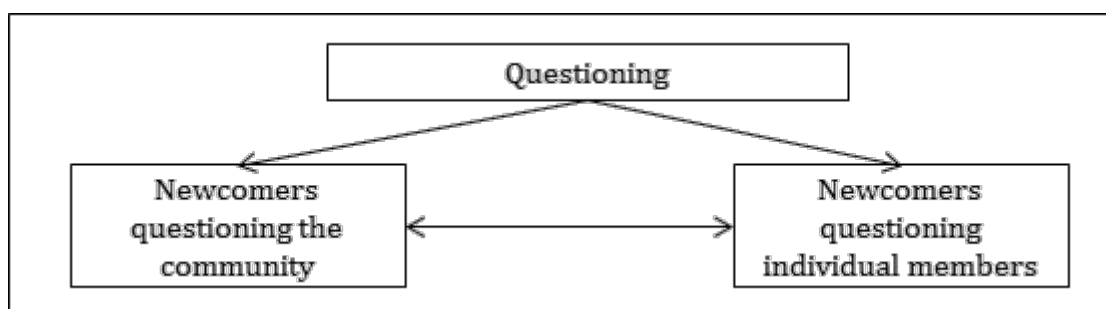 Questioning
Newcomers
questioning the
community
Newcomers
questioning
individual members